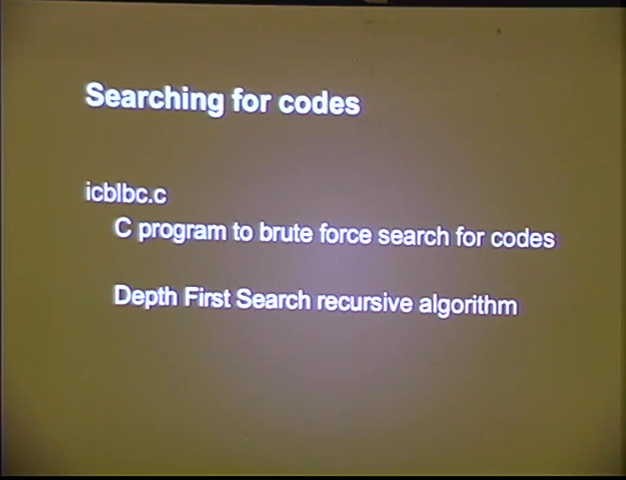 Searching for codes
icblbc.c
C program to brute force search for codes
Depth First Search recursive algorithm